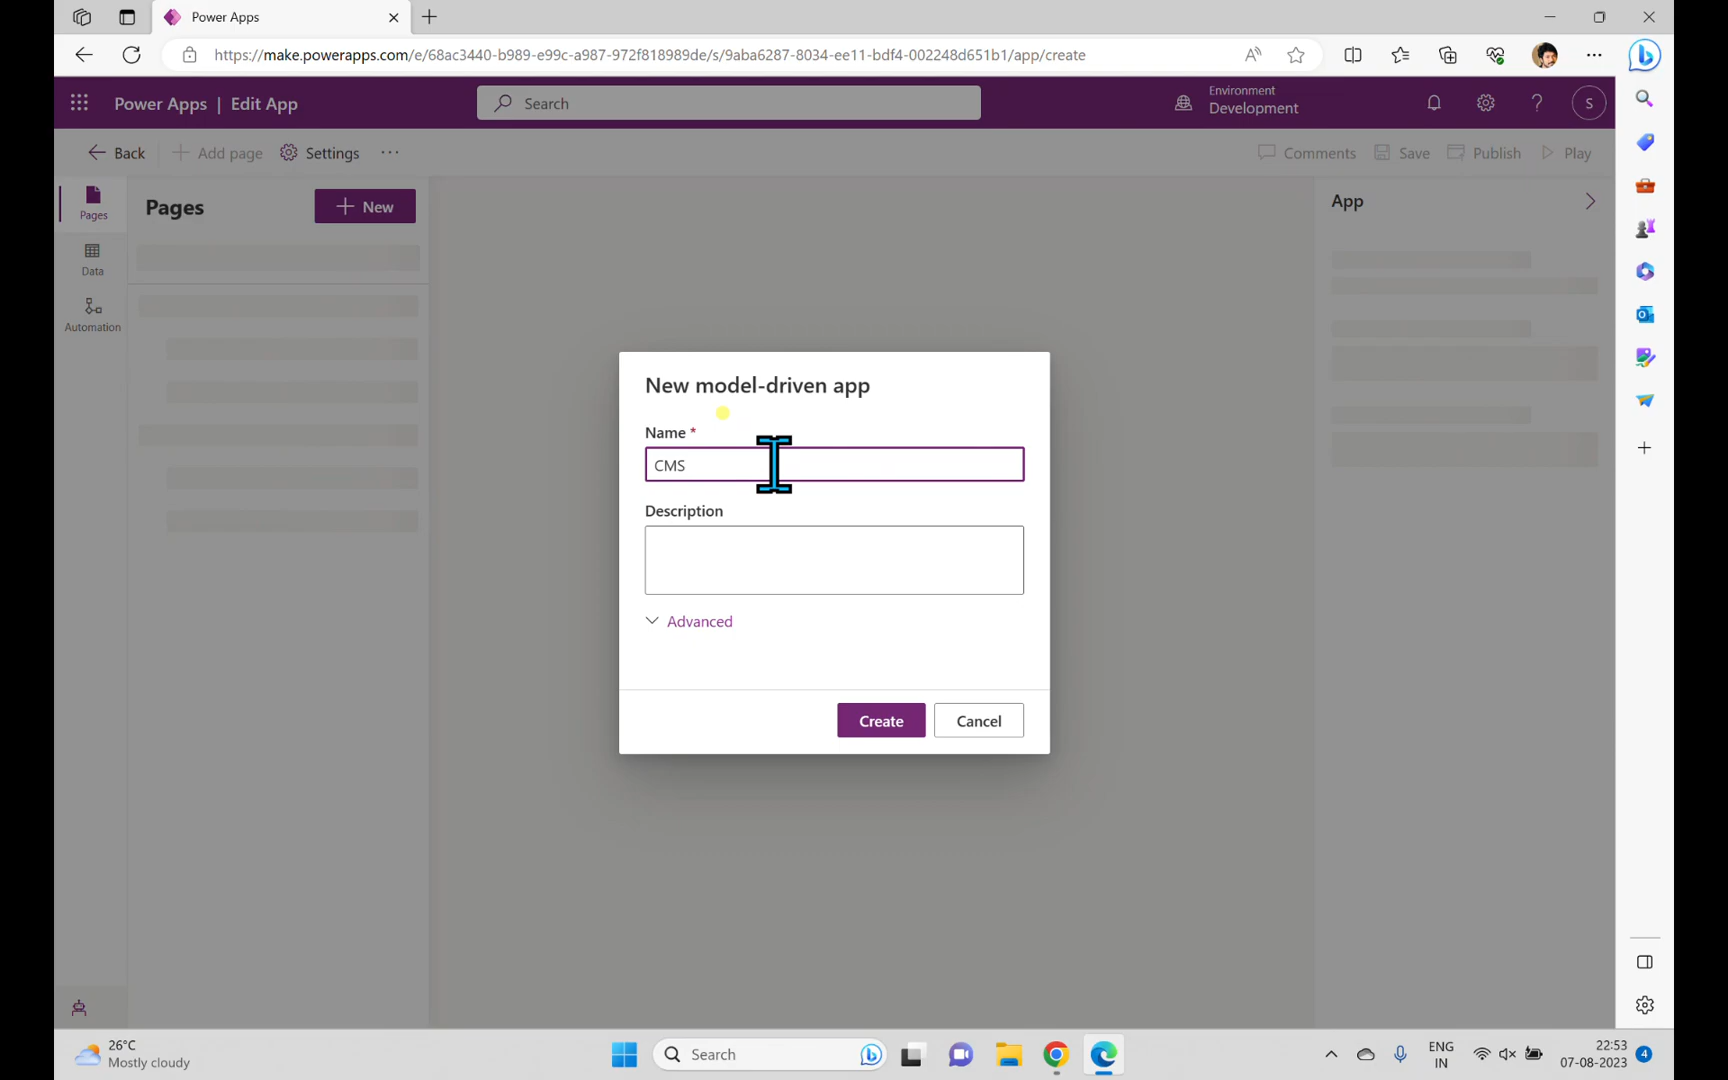 Power Apps
https://make.powerapps.com/e/68ac3440-b989-e99c-a987-972f818989de/s/9aba6287-8034-ee11-bdf4-002248d651b1/app/create
Power Apps | Edit App
Search
Environment
Development
S
Back
Add page
Settings
Comments
Save
Publish
Play
Pages
Data
Automation
Pages
New
App
New model-driven app
Name *
CMS
Description
Advanced
Create
Cancel
26°C
Mostly cloudy
Search
ENG
IN
22:53
07-08-2023
4